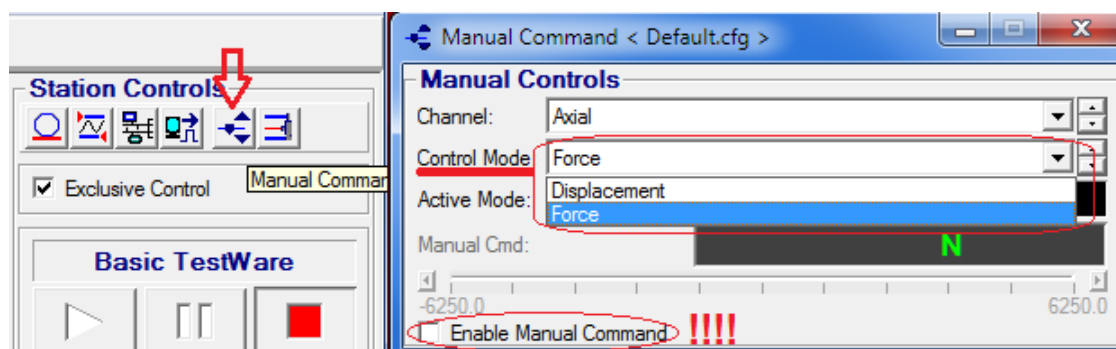 Station Controls
Exclusive Control
Manual Comman
Basic TestWare
Manual Command < Default.cfg >
Manual Controls
Channel: Axial
Control Mode Force
Displacement
Active Mode: Force
Manual Cmd: N
-6250.0 6250.0
Enable Manual Command !!!!